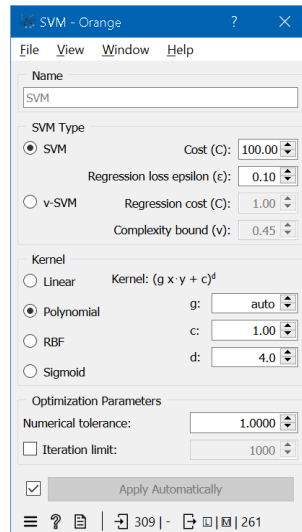 SVM - Orange
File View Window Help
Name
SVM
SVM Type
SVM Cost (C): 100.00
Regression loss epsilon (ε): 0.10
v-SVM Regression cost (C): 1.00
Complexity bound (v): 0.45
Kernel
Linear Kernel: (g x·y + c)ᵈ
g: auto
Polynomial
c: 1.00
RBF
d: 4.0
Sigmoid
Optimization Parameters
Numerical tolerance: 1.0000
Iteration limit: 1000
Apply Automatically
309 | - L | M | 261